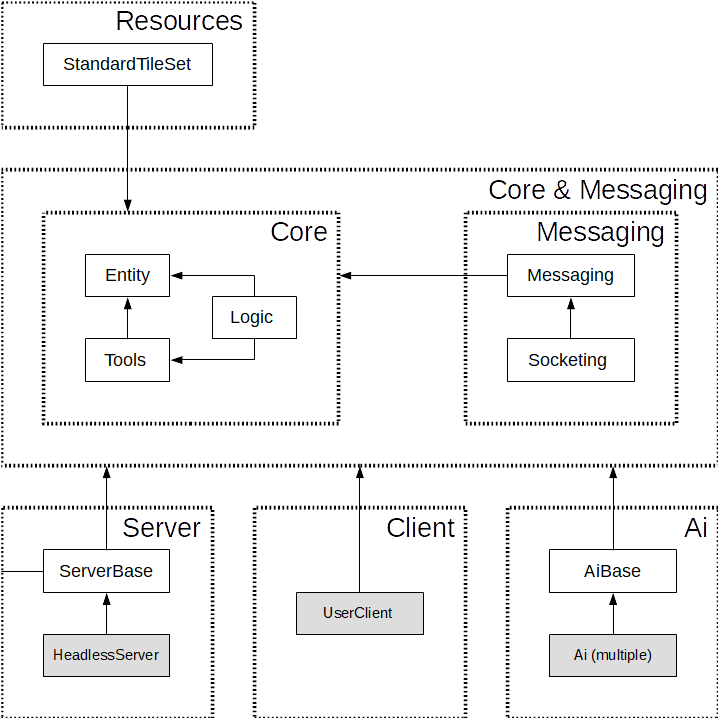 Resources
StandardTileSet
Core & Messaging
Core
Messaging
Entity
Messaging
Logic
Tools
Socketing
Server
Client
Ai
ServerBase
AiBase
UserClient
HeadlessServer
Ai (multiple)